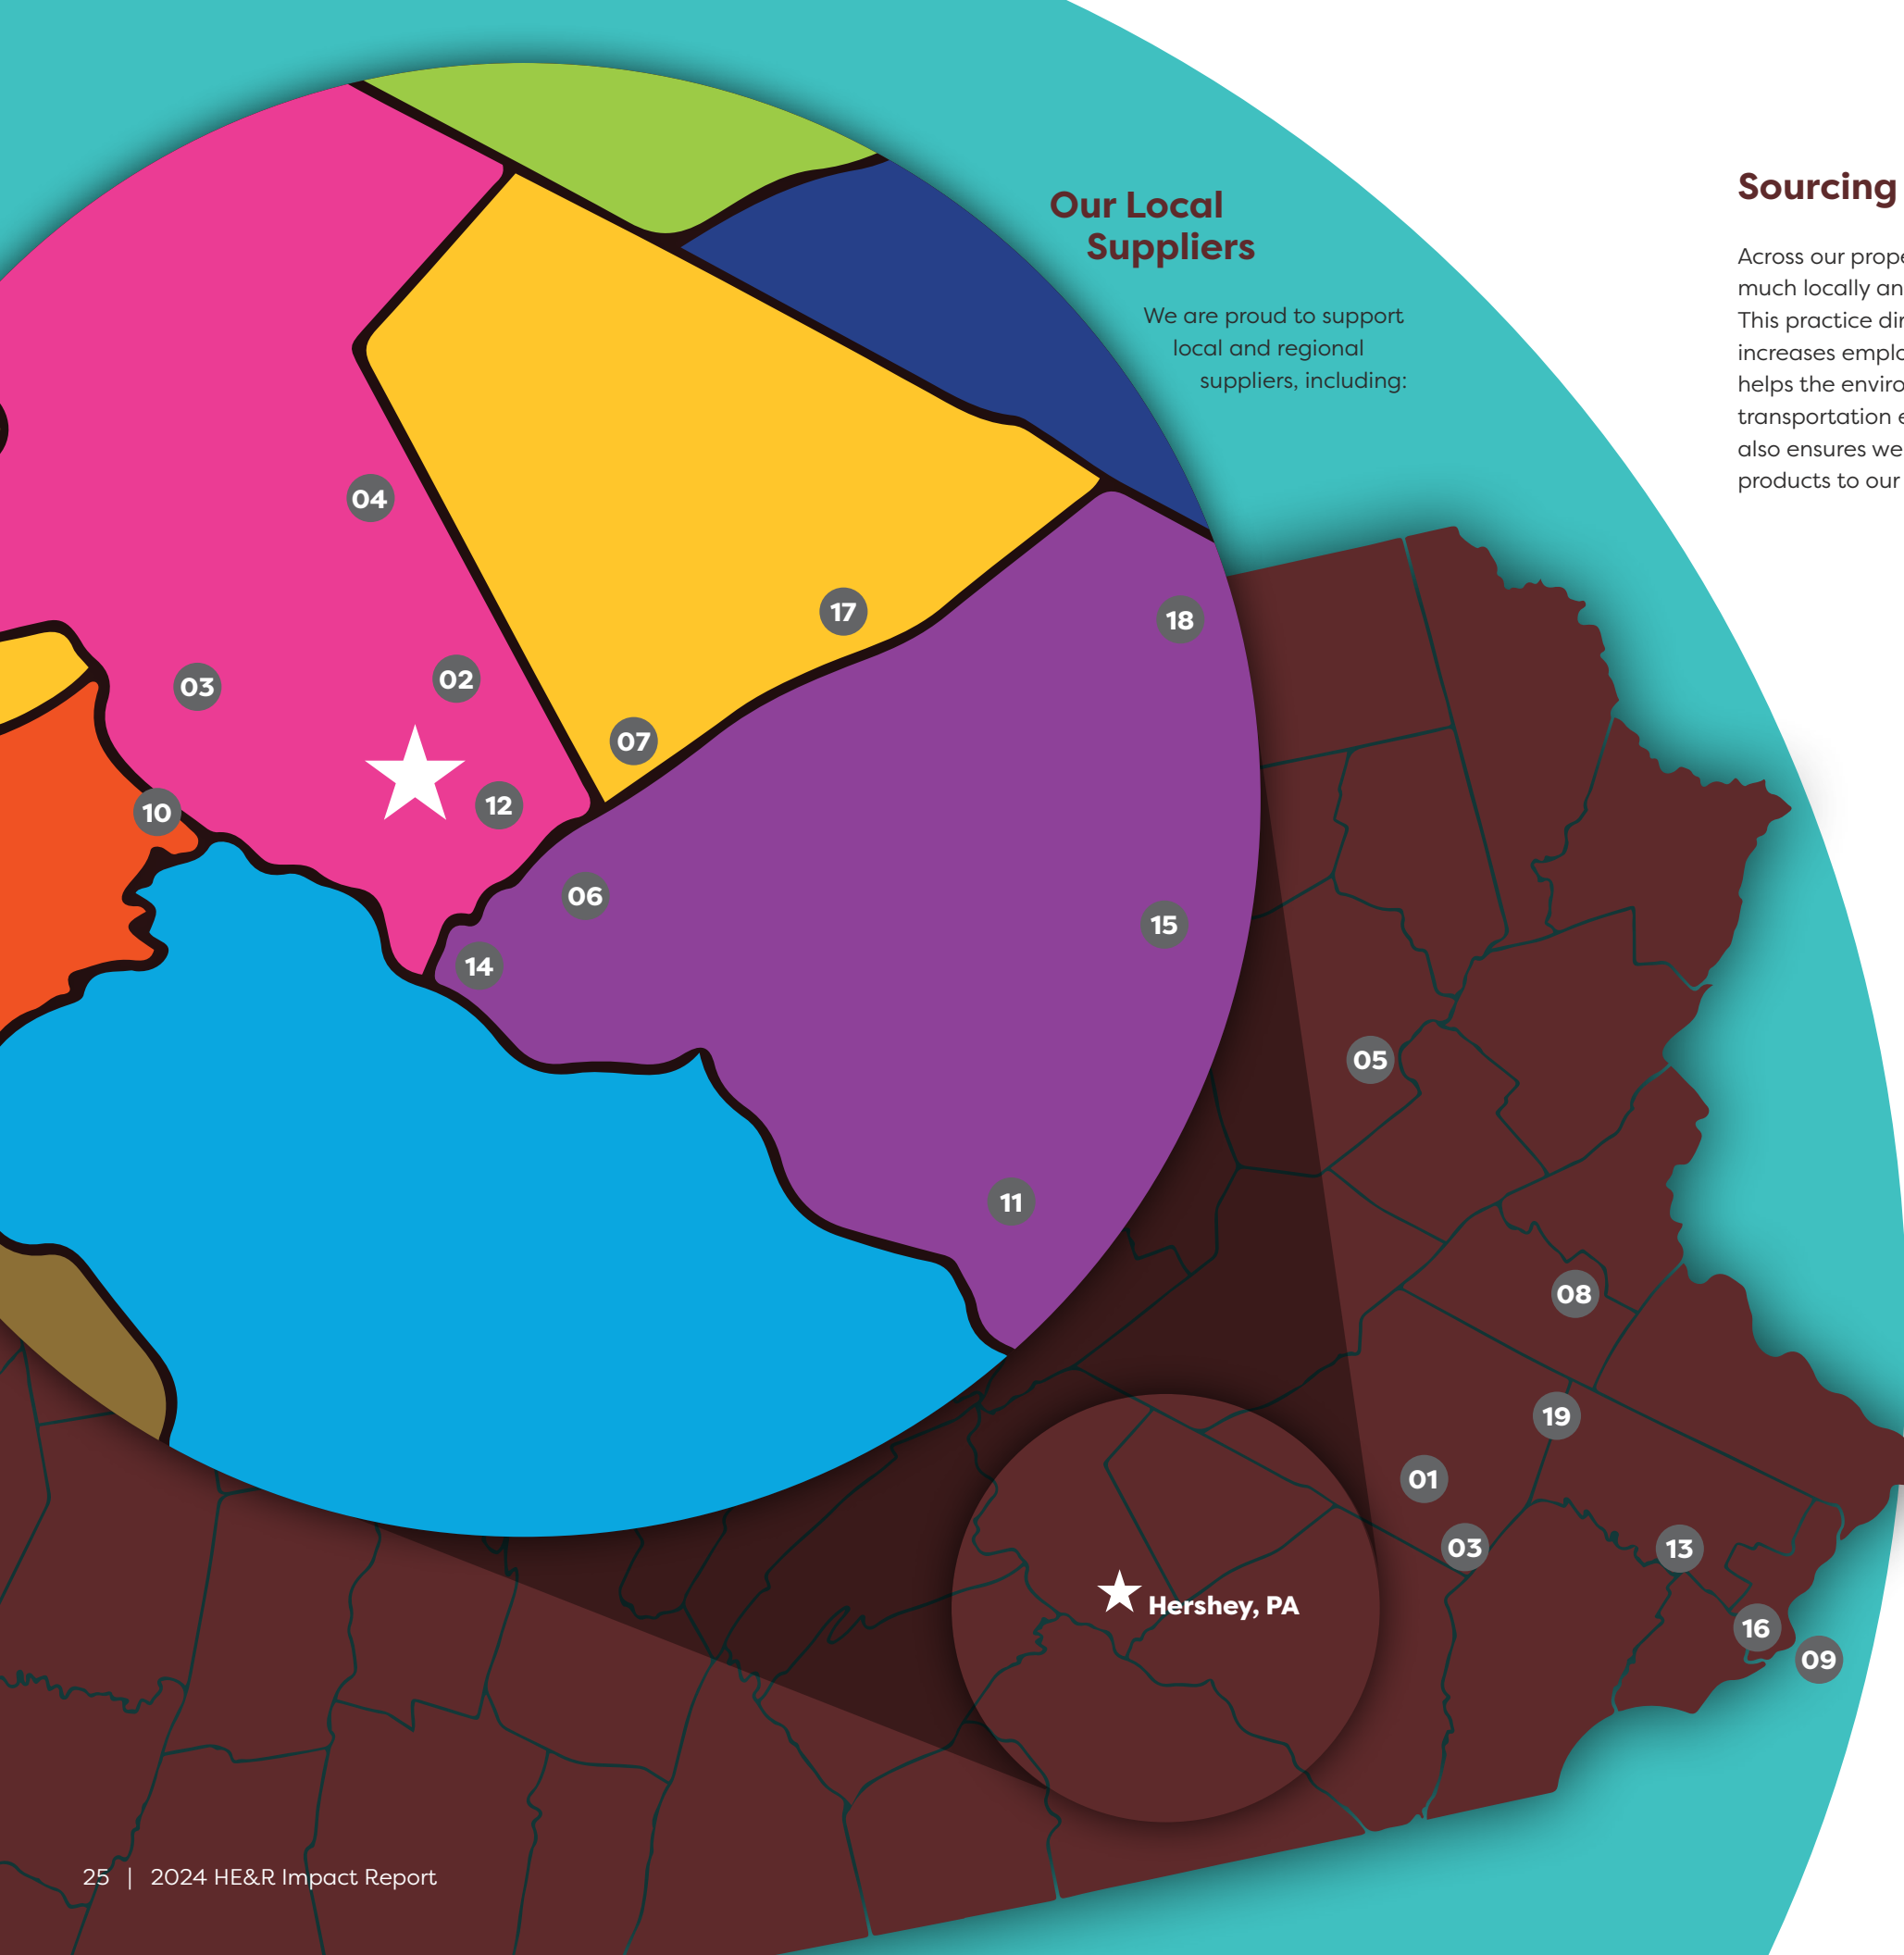 Our Local
Suppliers
We are proud to support
local and regional
suppliers, including:
Sourcing
Across our prope
much locally an
This practice dir
increases emplo
helps the enviro
transportation e
also ensures we
products to our
04
17
18
03
02
07
10
12
06
15
14
05
11
08
19
01
03
13
Hershey, PA
16
09
25 | 2024 HE&R Impact Report